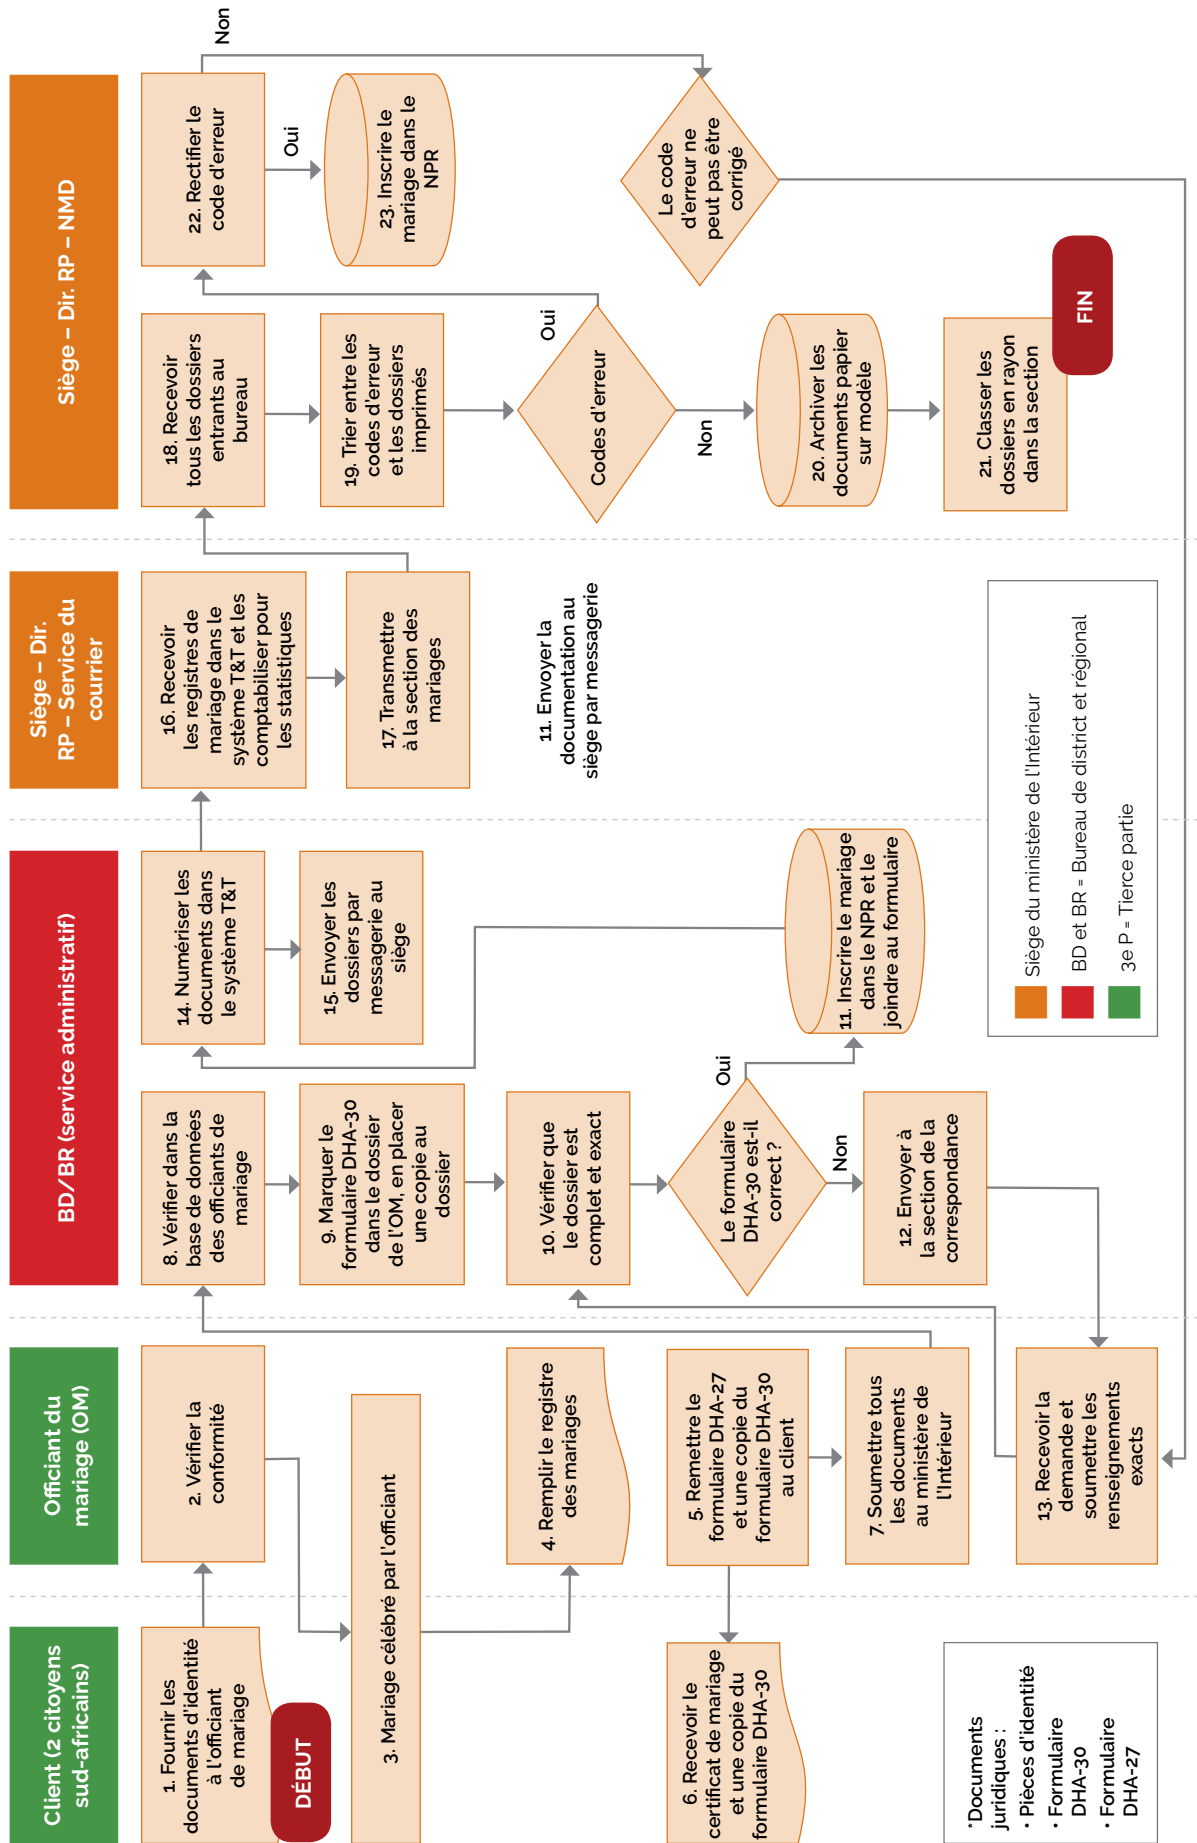 Client (2 citoyens
sud-africains)
Officiant du
mariage (OM)
BD/BR (service administratif)
Siège – Dir.
RP – Service du
courrier
Siège – Dir. RP – NMD
1. Fournir les
documents d'identité
à l'officiant
de mariage
DÉBUT
2. Vérifier la
conformité
3. Mariage célébré par l'officiant
4. Remplir le registre
des mariages
5. Remettre le
formulaire DHA-27
et une copie du
formulaire DHA-30
au client
6. Recevoir le
certificat de mariage
et une copie du
formulaire DHA-30
7. Soumettre tous
les documents
au ministère de
l'Intérieur
8. Vérifier dans la
base de données
des officiants de
mariage
9. Marquer le
formulaire DHA-30
dans le dossier
de l'OM, en placer
une copie au
dossier
10. Vérifier que
le dossier est
complet et exact
Le formulaire
DHA-30 est-il
correct ?
Oui
Non
11. Inscrire le mariage
dans le NPR et le
joindre au formulaire
12. Envoyer à
la section de la
correspondance
13. Recevoir la
demande et
soumettre les
renseignements
exacts
14. Numériser les
documents dans
le système T&T
15. Envoyer les
dossiers par
messagerie au
siège
16. Recevoir
les registres de
mariage dans le
système T&T et les
comptabiliser pour
les statistiques
17. Transmettre
à la section des
mariages
11. Envoyer la
documentation au
siège par messagerie
18. Recevoir
tous les dossiers
entrants au
bureau
19. Trier entre les
codes d'erreur
et les dossiers
imprimés
Codes d'erreur
Oui
Non
20. Archiver les
documents papier
sur modèle
21. Classer les
dossiers en rayon
dans la section
FIN
22. Rectifier le
code d'erreur
Oui
Non
23. Inscrire le
mariage dans le
NPR
Le code
d'erreur ne
peut pas être
corrigé
*Documents
juridiques :
• Pièces d'identité
• Formulaire
DHA-30
• Formulaire
DHA-27
Siège du ministère de l'Intérieur
BD et BR = Bureau de district et régional
3e P = Tierce partie